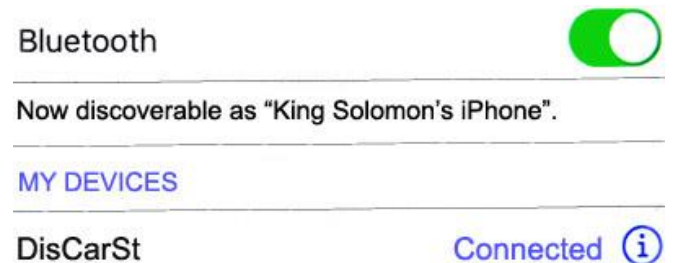 Bluetooth
Now discoverable as “King Solomon’s iPhone”.
MY DEVICES
DisCarSt
Connected i